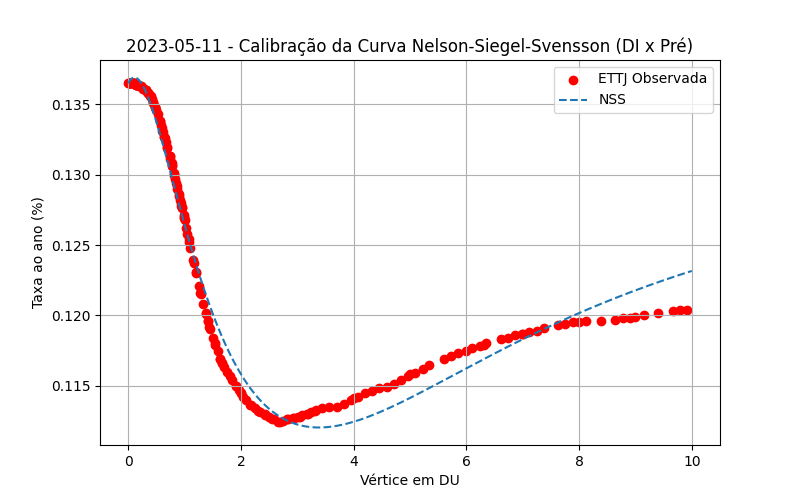 2023-05-11 - Calibração da Curva Nelson-Siegel-Svensson (DI x Pré)
ETTJ Observada
NSS
Taxa ao ano (%)
0.135
0.130
0.125
0.120
0.115
0 2 4 6 8 10
Vértice em DU